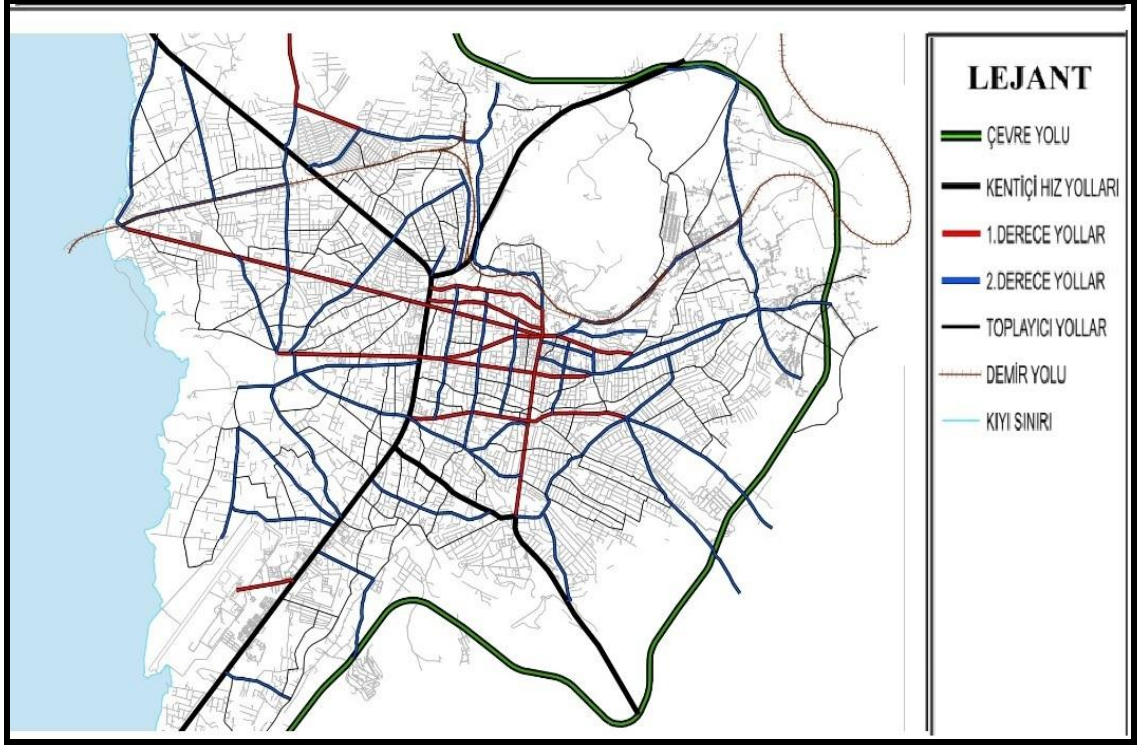 LEJANT
ÇEVRE YOLU
KENTİÇİ HIZ YOLLARI
1.DERECE YOLLAR
2.DERECE YOLLAR
TOPLAYICI YOLLAR
DEMİR YOLU
KIYI SINIRI